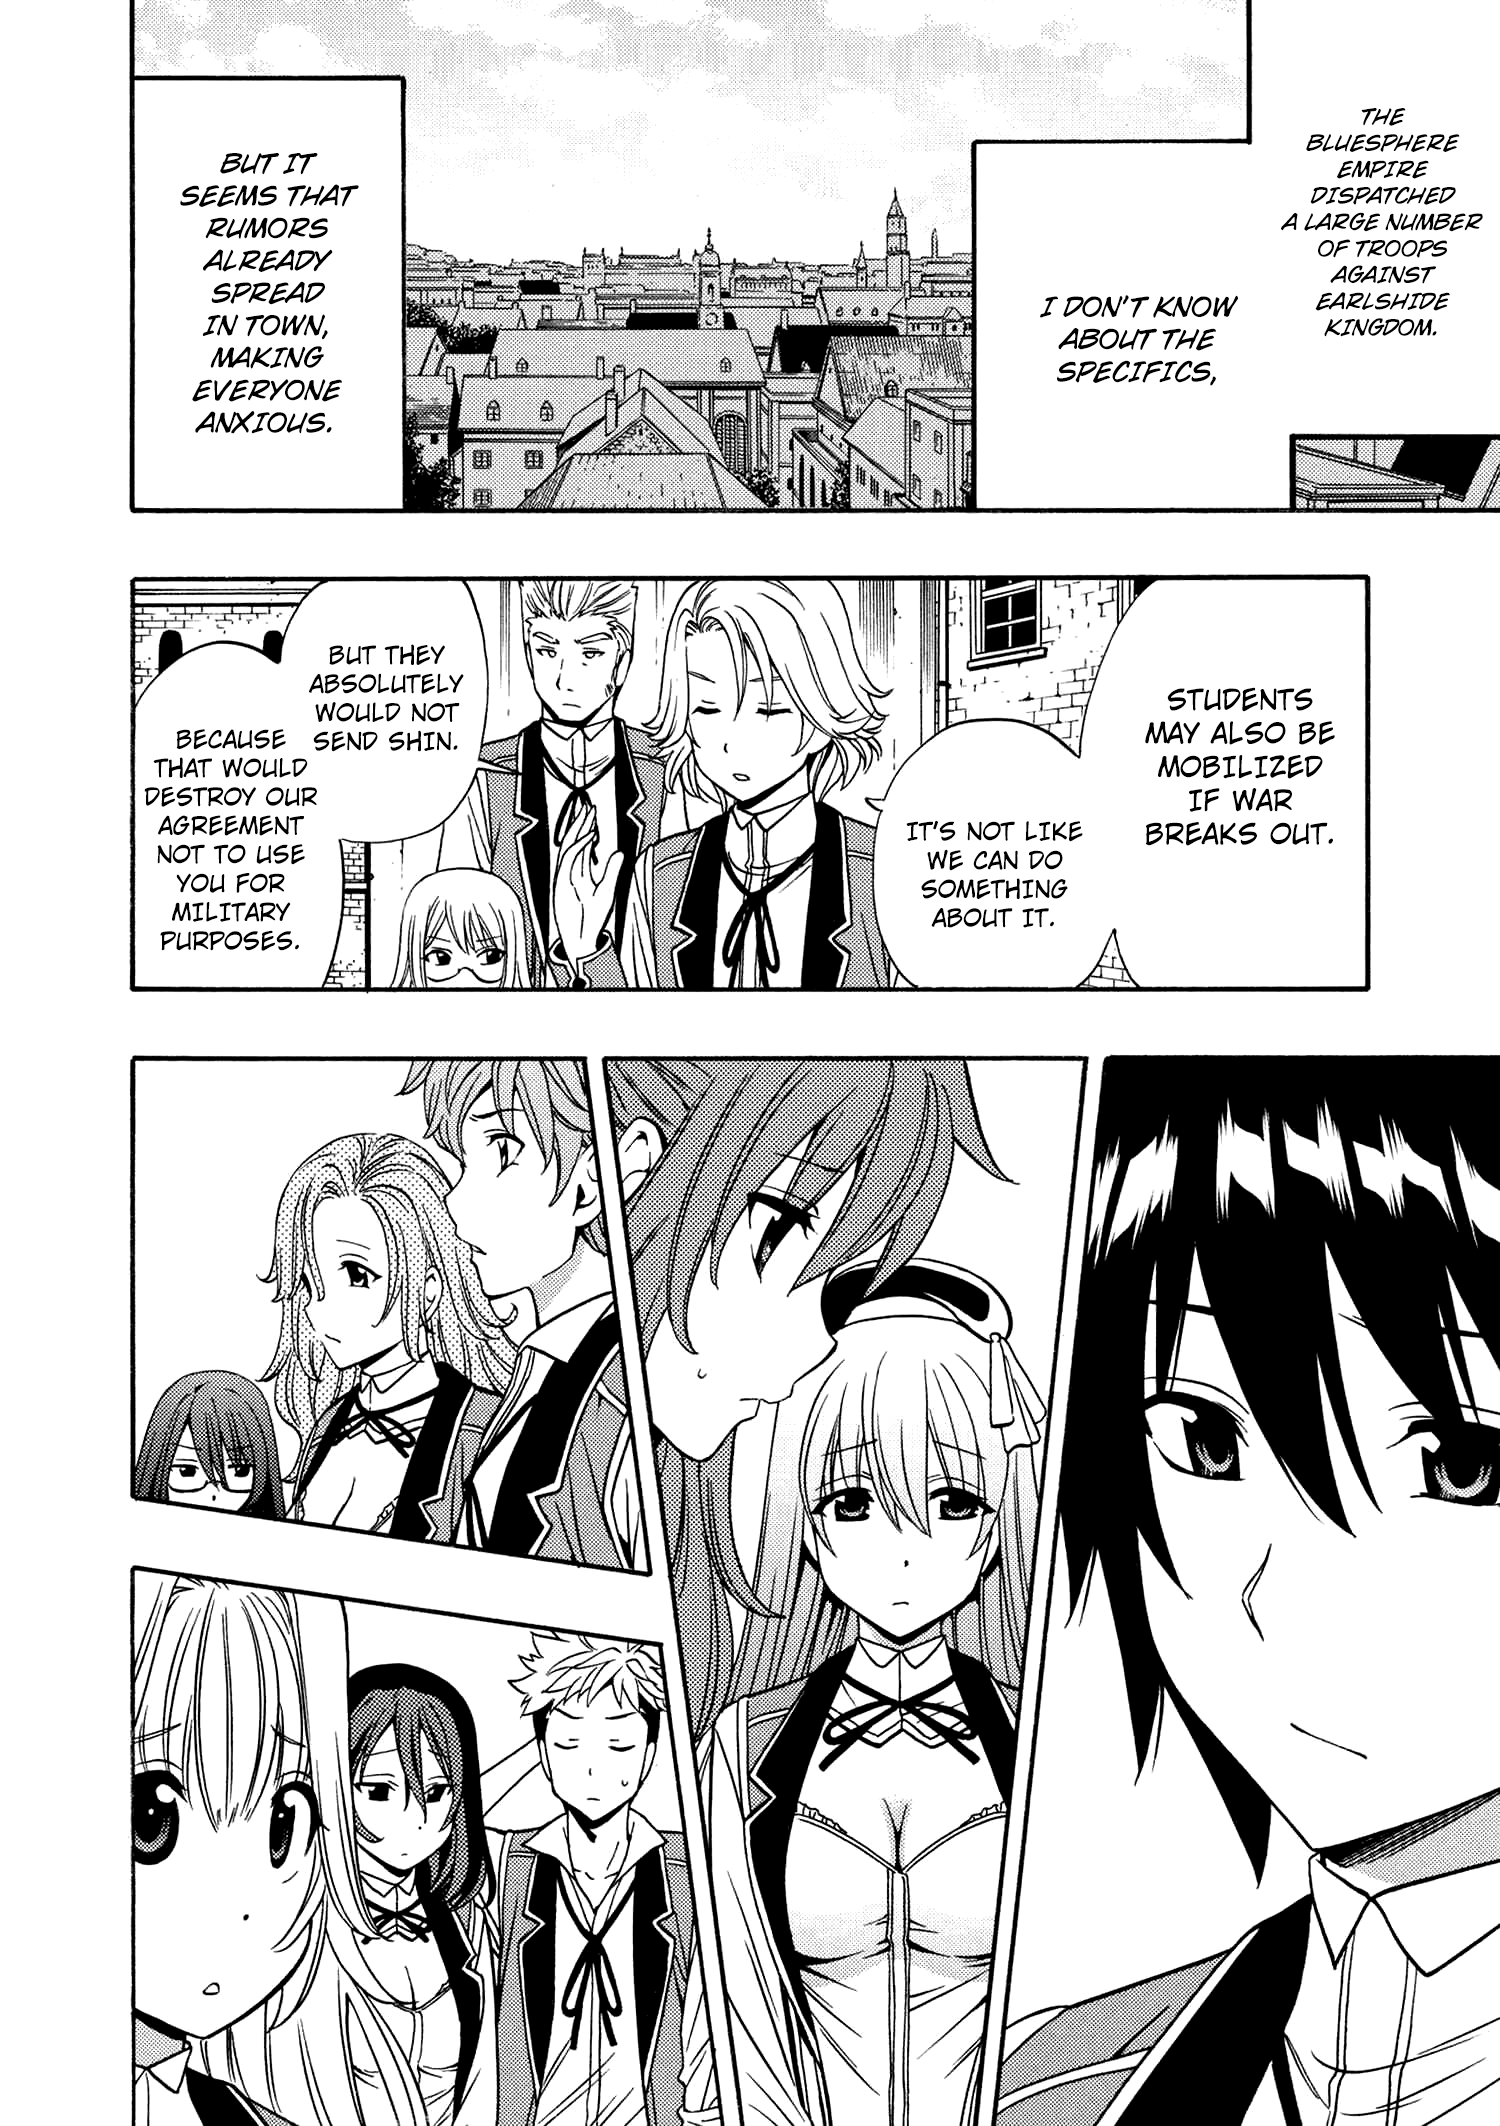 THE
BLUESPHERE
EMPIRE
DISPATCHED
A LARGE NUMBER
OF TROOPS
AGAINST
EARLSHIDE
KINGDOM.
I DON'T KNOW
ABOUT THE
SPECIFICS,
BUT IT
SEEMS THAT
RUMORS
ALREADY
SPREAD
IN TOWN,
MAKING
EVERYONE
ANXIOUS.
STUDENTS
MAY ALSO BE
MOBILIZED
IF WAR
BREAKS OUT.
IT'S NOT LIKE
WE CAN DO
SOMETHING
ABOUT IT.
BUT THEY
ABSOLUTELY
WOULD NOT
SEND SHIN.
BECAUSE
THAT WOULD
DESTROY OUR
AGREEMENT
NOT TO USE
YOU FOR
MILITARY
PURPOSES.